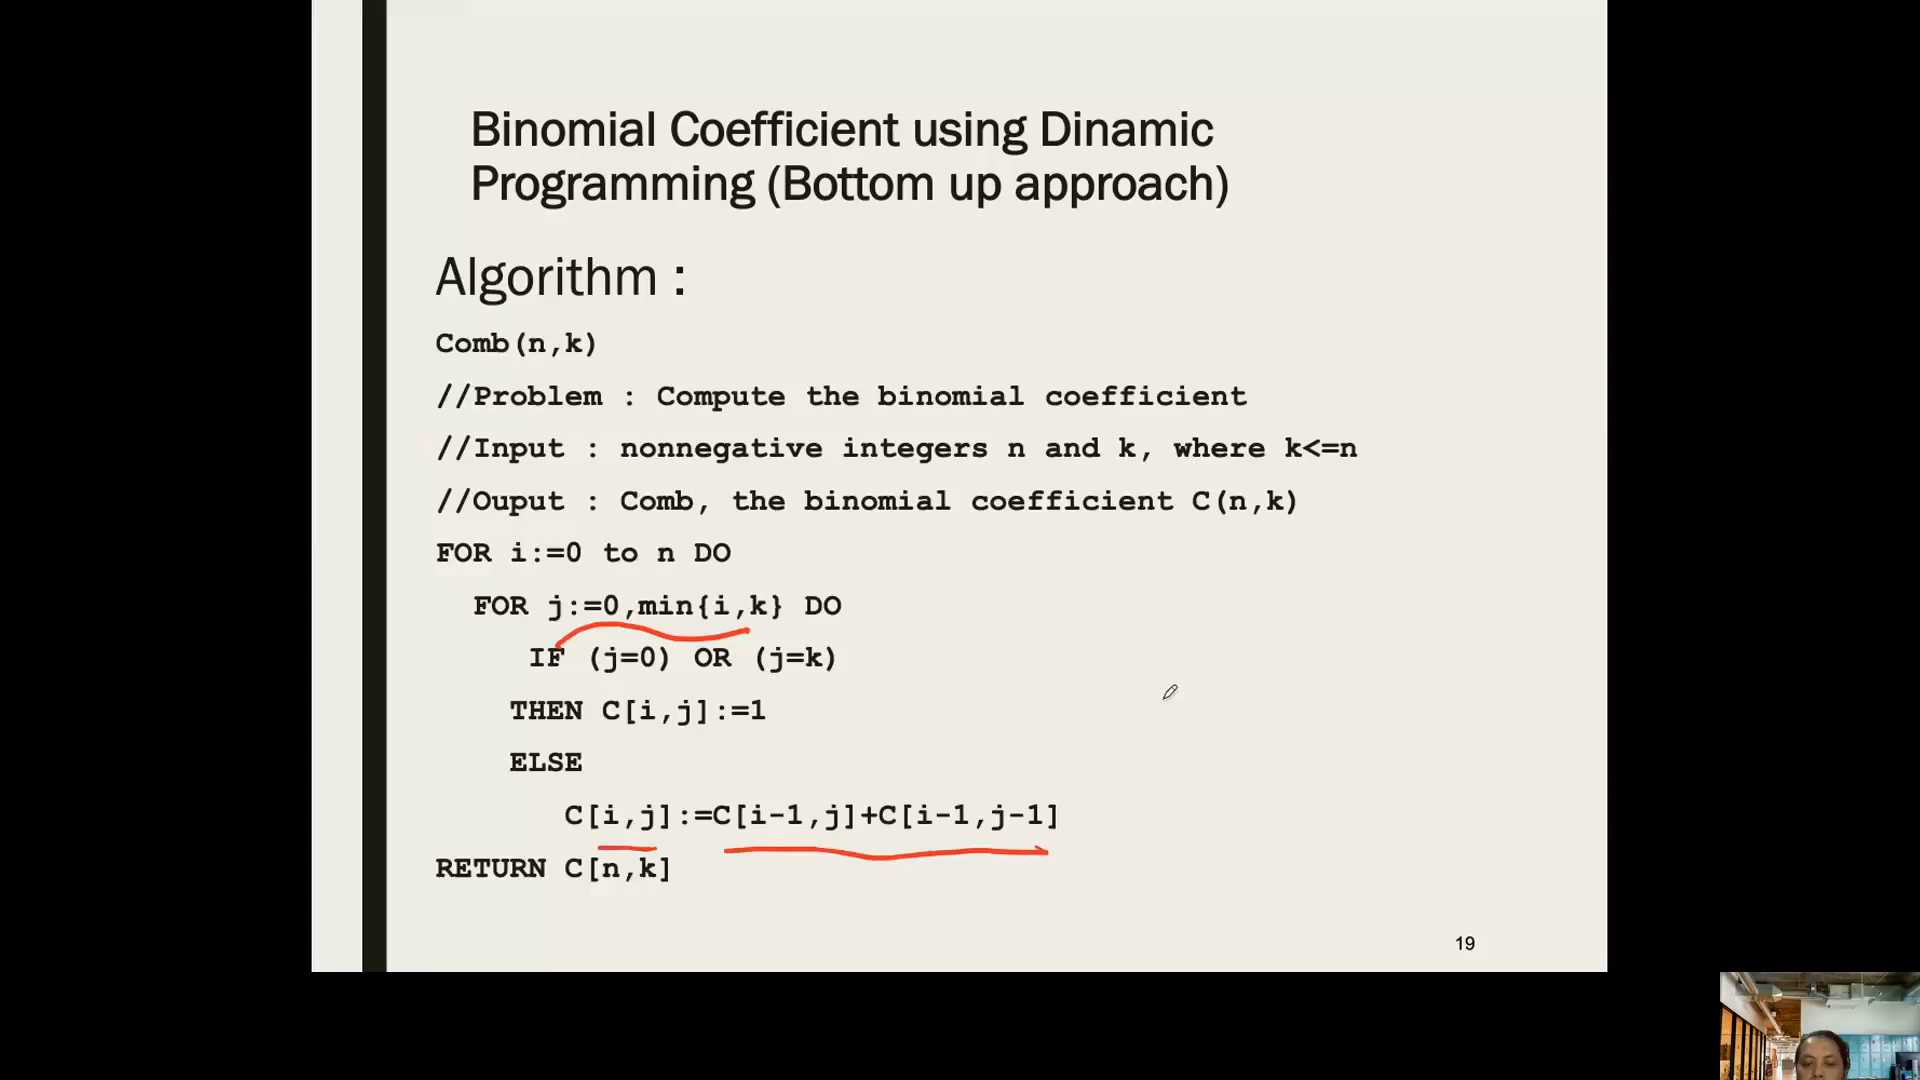 Binomial Coefficient using Dinamic
Programming (Bottom up approach)
Algorithm :
Comb(n,k)
//Problem : Compute the binomial coefficient
//Input : nonnegative integers n and k, where k<=n
//Ouput : Comb, the binomial coefficient C(n,k)
FOR i:=0 to n DO
FOR j:=0,min{i,k} DO
IF (j=0) OR (j=k)
THEN C[i,j]:=1
ELSE
C[i,j]:=C[i-1,j]+C[i-1,j-1]
RETURN C[n,k]
19